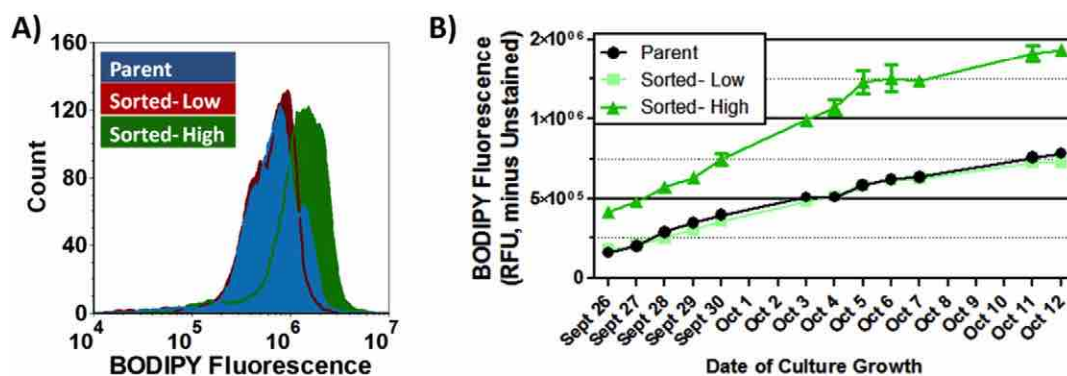 A)
160
120
80
40
0
Count
Parent
Sorted- Low
Sorted- High
10^4 10^5 10^6 10^7
BODIPY Fluorescence
B)
BODIPY Fluorescence
(RFU, minus Unstained)
2×10^06
1×10^06
5×10^05
0
Parent
Sorted- Low
Sorted- High
Sept 26
Sept 27
Sept 28
Sept 29
Sept 30
Oct 1
Oct 2
Oct 3
Oct 4
Oct 5
Oct 6
Oct 7
Oct 8
Oct 9
Oct 10
Oct 11
Oct 12
Date of Culture Growth